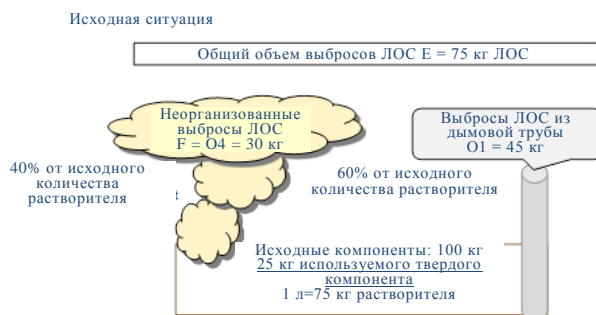 Исходная ситуация
Общий объем выбросов ЛОС E = 75 кг ЛОС
Неорганизованные
выбросы ЛОС
F = O4 = 30 кг
Выбросы ЛОС из
дымовой трубы
O1 = 45 кг
40% от исходного
количества
растворителя
60% от исходного
количества растворителя
t
Исходные компоненты: 100 кг
25 кг используемого твердого
компонента
1 л=75 кг растворителя